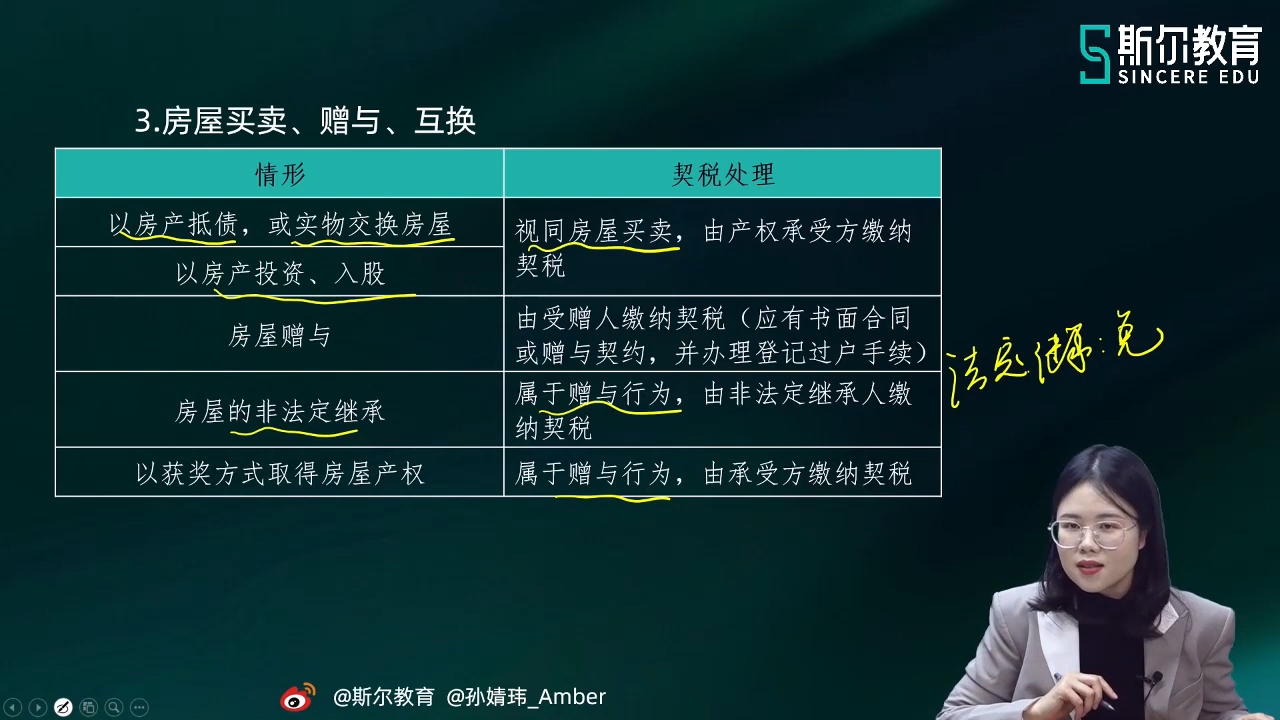 斯尔教育
SINCERE EDU
3.房屋买卖、赠与、互换
情形
契税处理
以房产抵债，或实物交换房屋
视同房屋买卖，由产权承受方缴纳
契税
以房产投资、入股
房屋赠与
由受赠人缴纳契税（应有书面合同
或赠与契约，并办理登记过户手续）
法定继承：免
房屋的非法定继承
属于赠与行为，由非法定继承人缴
纳契税
以获奖方式取得房屋产权
属于赠与行为，由承受方缴纳契税
@斯尔教育 @孙婧玮_Amber